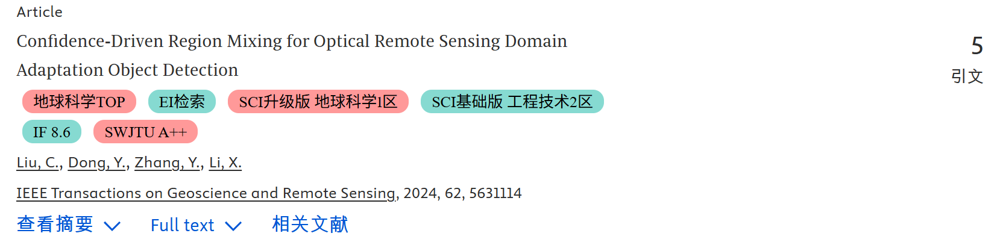 Article
Confidence-Driven Region Mixing for Optical Remote Sensing Domain
Adaptation Object Detection
5
引文
地球科学TOP EI检索 SCI升级版 地球科学1区 SCI基础版 工程技术2区
IF 8.6 SWJTU A++
Liu, C., Dong, Y., Zhang, Y., Li, X.
IEEE Transactions on Geoscience and Remote Sensing, 2024, 62, 5631114
查看摘要 Full text 相关文献